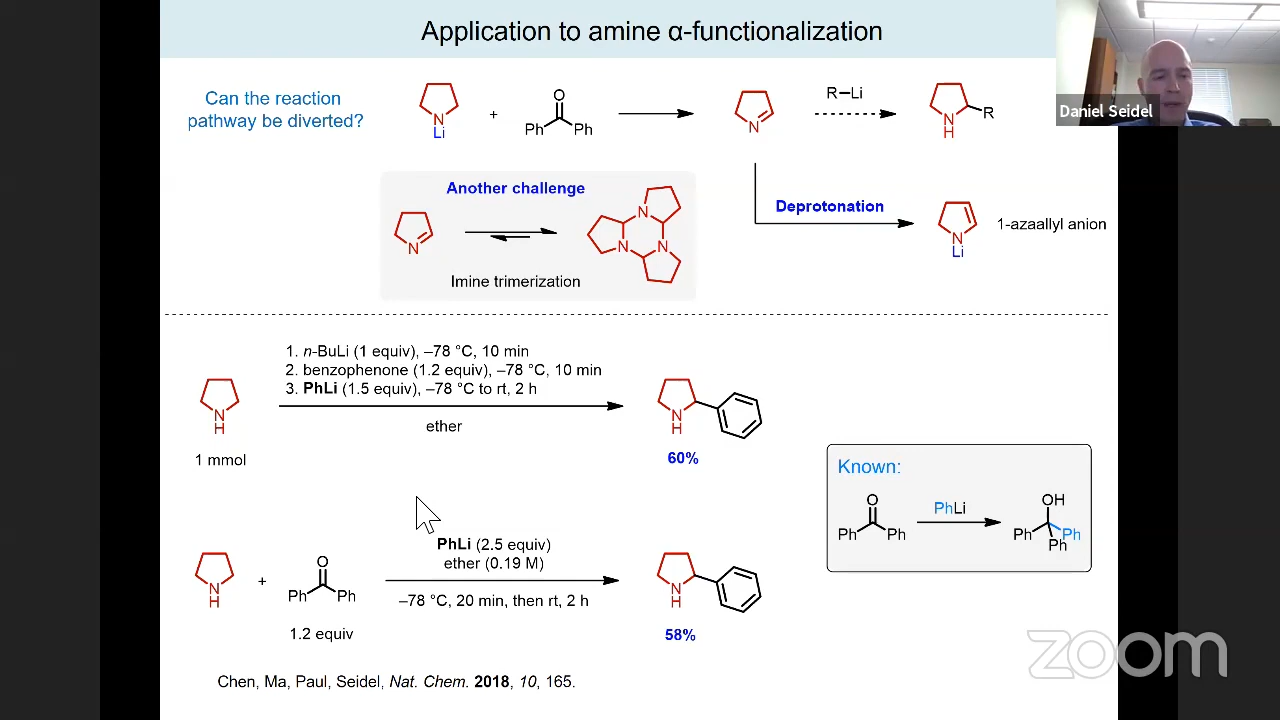 Application to amine α-functionalization
Daniel Seidel
Can the reaction
pathway be diverted?
N
Li
+
O
Ph Ph
N
R–Li
N
H
R
Another challenge
N
N
N
N
Imine trimerization
Deprotonation
N
Li
1-azaallyl anion
1. n-BuLi (1 equiv), –78 °C, 10 min
2. benzophenone (1.2 equiv), –78 °C, 10 min
3. PhLi (1.5 equiv), –78 °C to rt, 2 h
ether
N
H
1 mmol
N
H
60%
Known:
O
Ph Ph
PhLi
OH
Ph Ph
Ph
N
H
+
O
Ph Ph
1.2 equiv
PhLi (2.5 equiv)
ether (0.19 M)
–78 °C, 20 min, then rt, 2 h
N
H
58%
zoom
Chen, Ma, Paul, Seidel, Nat. Chem. 2018, 10, 165.